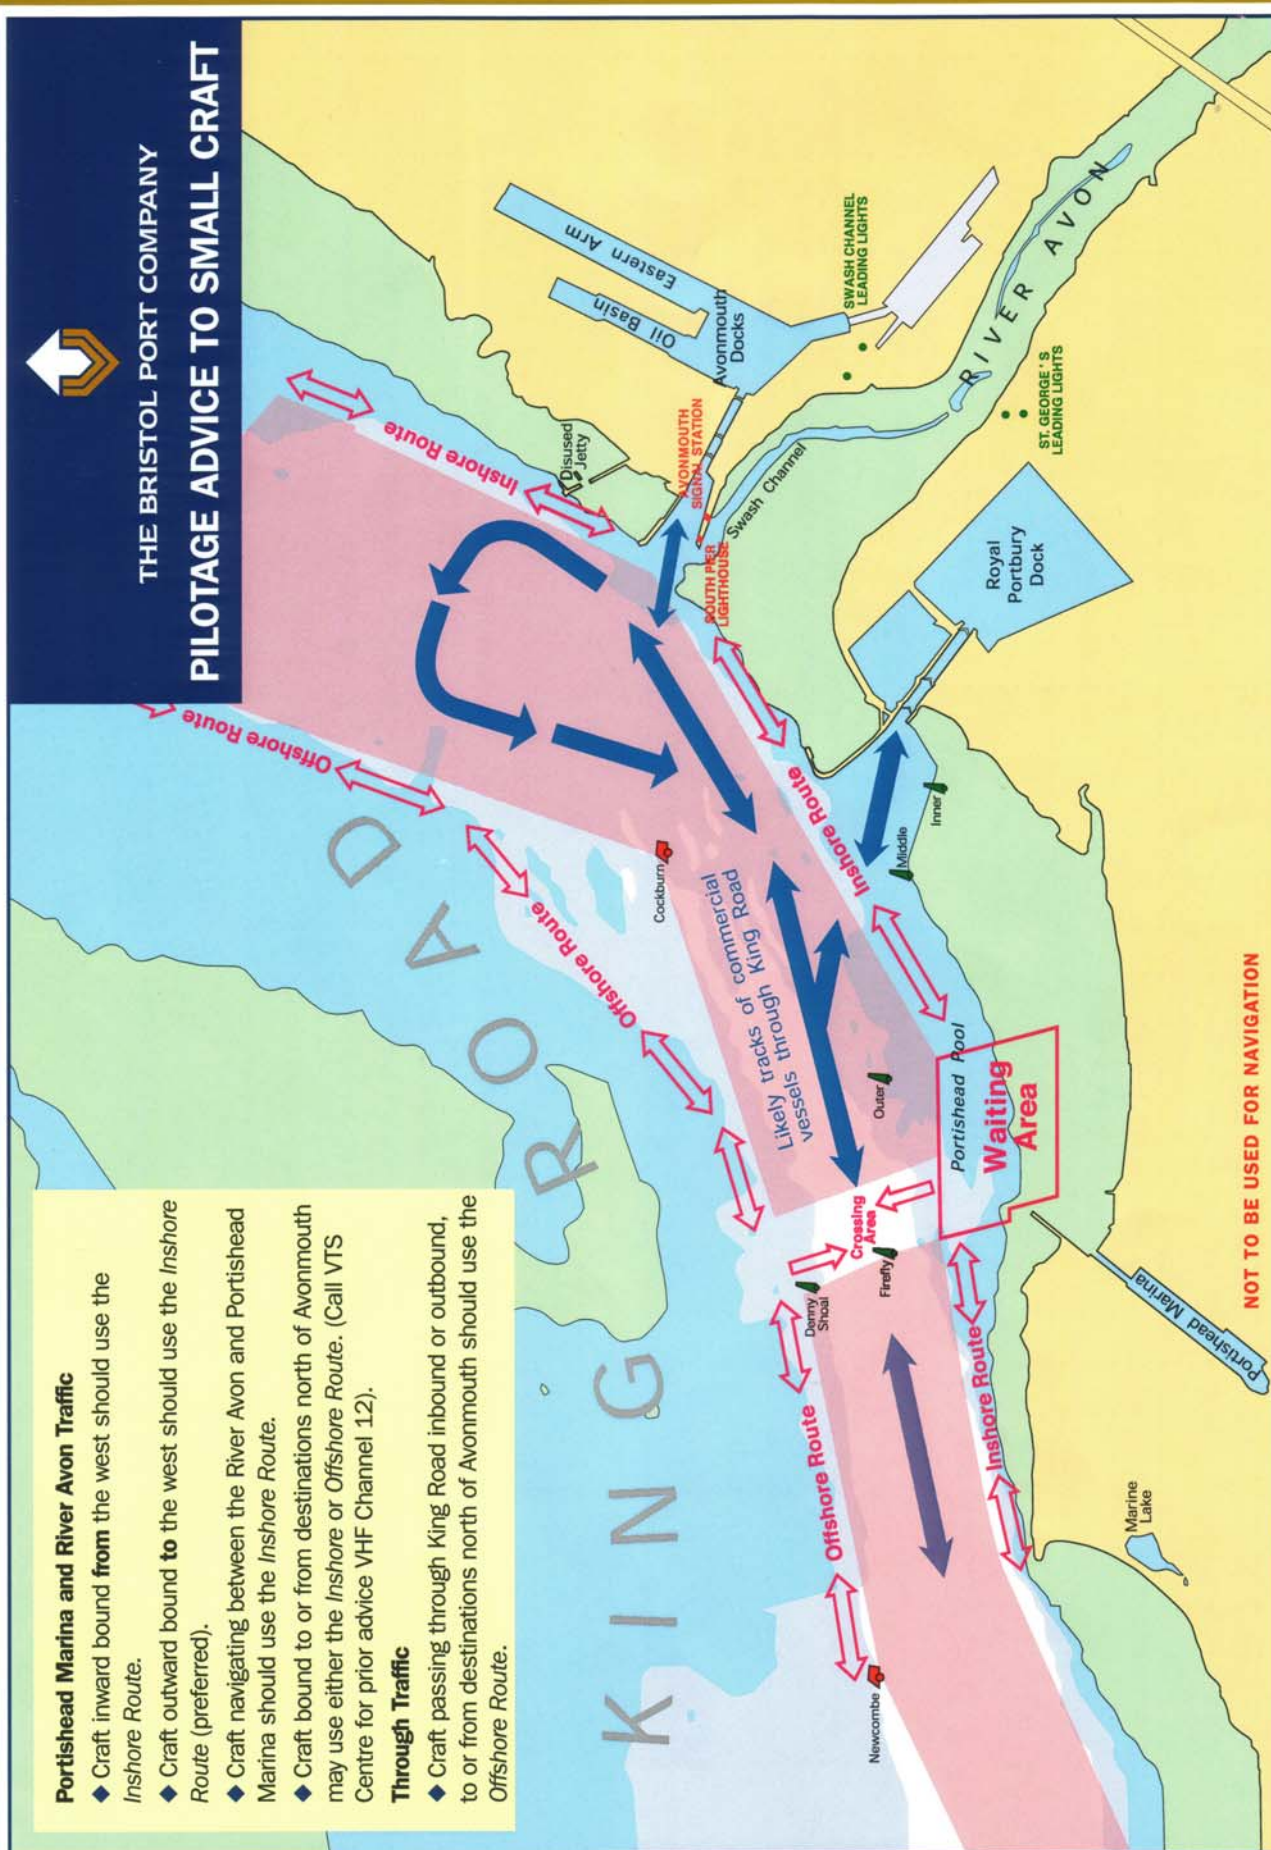 THE BRISTOL PORT COMPANY
PILOTAGE ADVICE TO SMALL CRAFT
Portishead Marina and River Avon Traffic
◆ Craft inward bound from the west should use the
Inshore Route.
◆ Craft outward bound to the west should use the Inshore
Route (preferred).
◆ Craft navigating between the River Avon and Portishead
Marina should use the Inshore Route.
◆ Craft bound to or from destinations north of Avonmouth
may use either the Inshore or Offshore Route. (Call VTS
Centre for prior advice VHF Channel 12).
Through Traffic
◆ Craft passing through King Road inbound or outbound,
to or from destinations north of Avonmouth should use the
Offshore Route.
KING ROAD
Offshore Route
Offshore Route
Offshore Route
Offshore Route
Inshore Route
Inshore Route
Inshore Route
Likely tracks of commercial
vessels through King Road
Newcombe
Denny
Shoal
Firefly
Crossing
Area
Outer
Cockburn
Middle
Inner
Portishead Pool
Waiting
Area
Marine
Lake
Portishead Marina
Royal
Portbury
Dock
Disused
Jetty
AVONMOUTH
SIGNAL STATION
SOUTH PIER
LIGHTHOUSE
Swash Channel
Avonmouth
Docks
Oil Basin
Eastern Arm
SWASH CHANNEL
LEADING LIGHTS
ST. GEORGE'S
LEADING LIGHTS
RIVER AVON
NOT TO BE USED FOR NAVIGATION